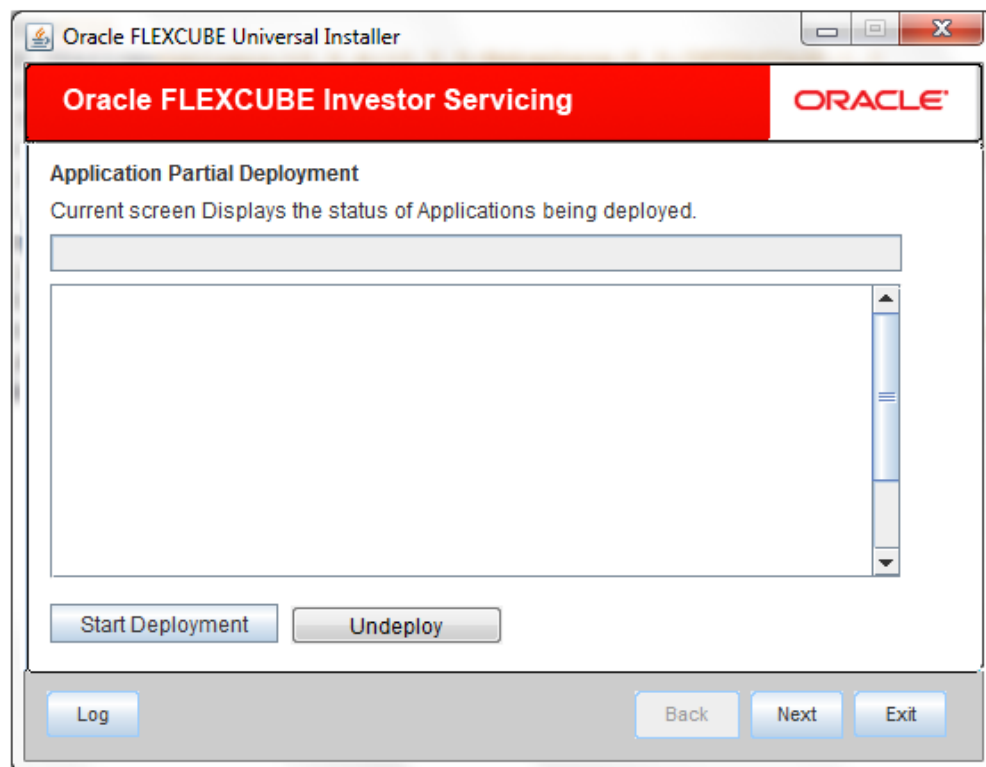 Oracle FLEXCUBE Universal Installer
Oracle FLEXCUBE Investor Servicing
ORACLE
Application Partial Deployment
Current screen Displays the status of Applications being deployed.
Start Deployment
Undeploy
Log
Back
Next
Exit